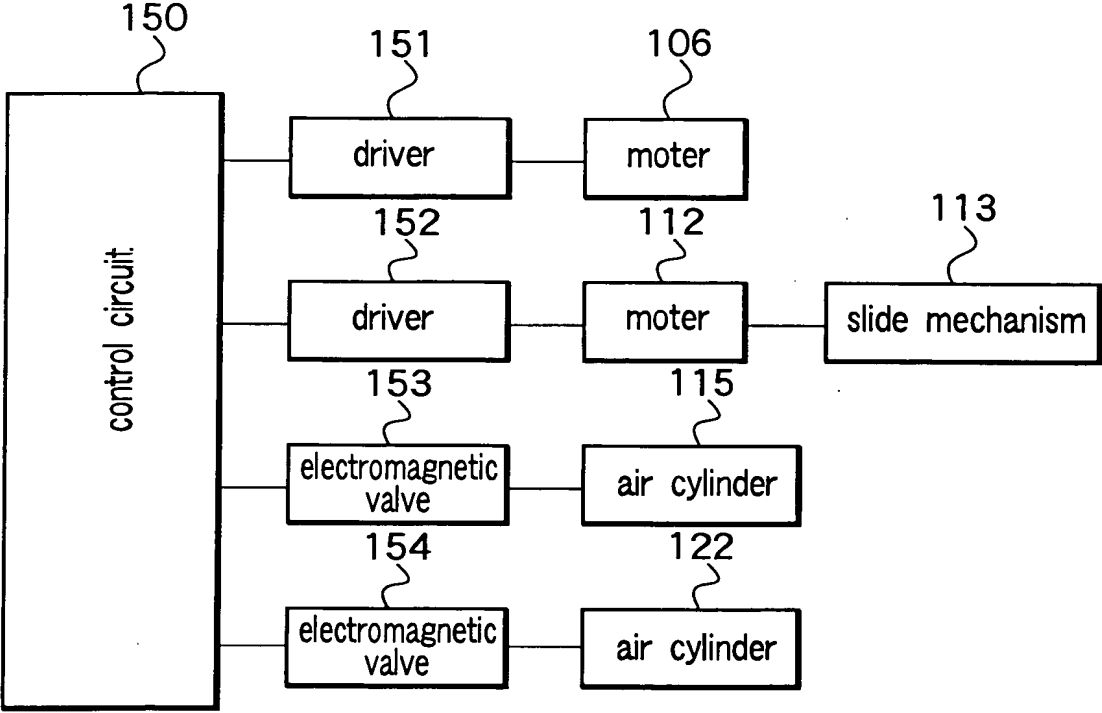 150
151
106
driver
moter
152
112
113
control circuit
driver
moter
slide mechanism
153
115
electromagnetic
valve
air cylinder
154
122
electromagnetic
valve
air cylinder